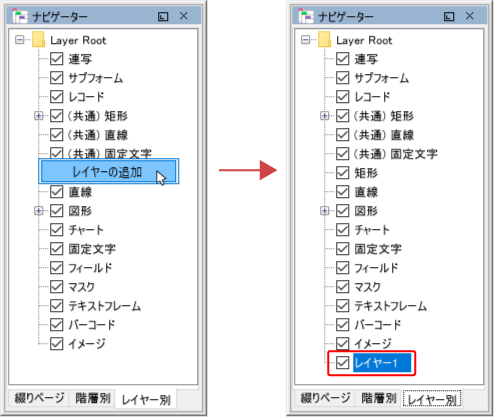 ナビゲーター
Layer Root
連写
サブフォーム
レコード
(共通) 矩形
(共通) 直線
(共通) 固定文字
レイヤーの追加
直線
図形
チャート
固定文字
フィールド
マスク
テキストフレーム
バーコード
イメージ
綴りページ 階層別 レイヤー別
ナビゲーター
Layer Root
連写
サブフォーム
レコード
(共通) 矩形
(共通) 直線
(共通) 固定文字
矩形
直線
図形
チャート
固定文字
フィールド
マスク
テキストフレーム
バーコード
イメージ
レイヤー1
綴りページ 階層別 レイヤー別